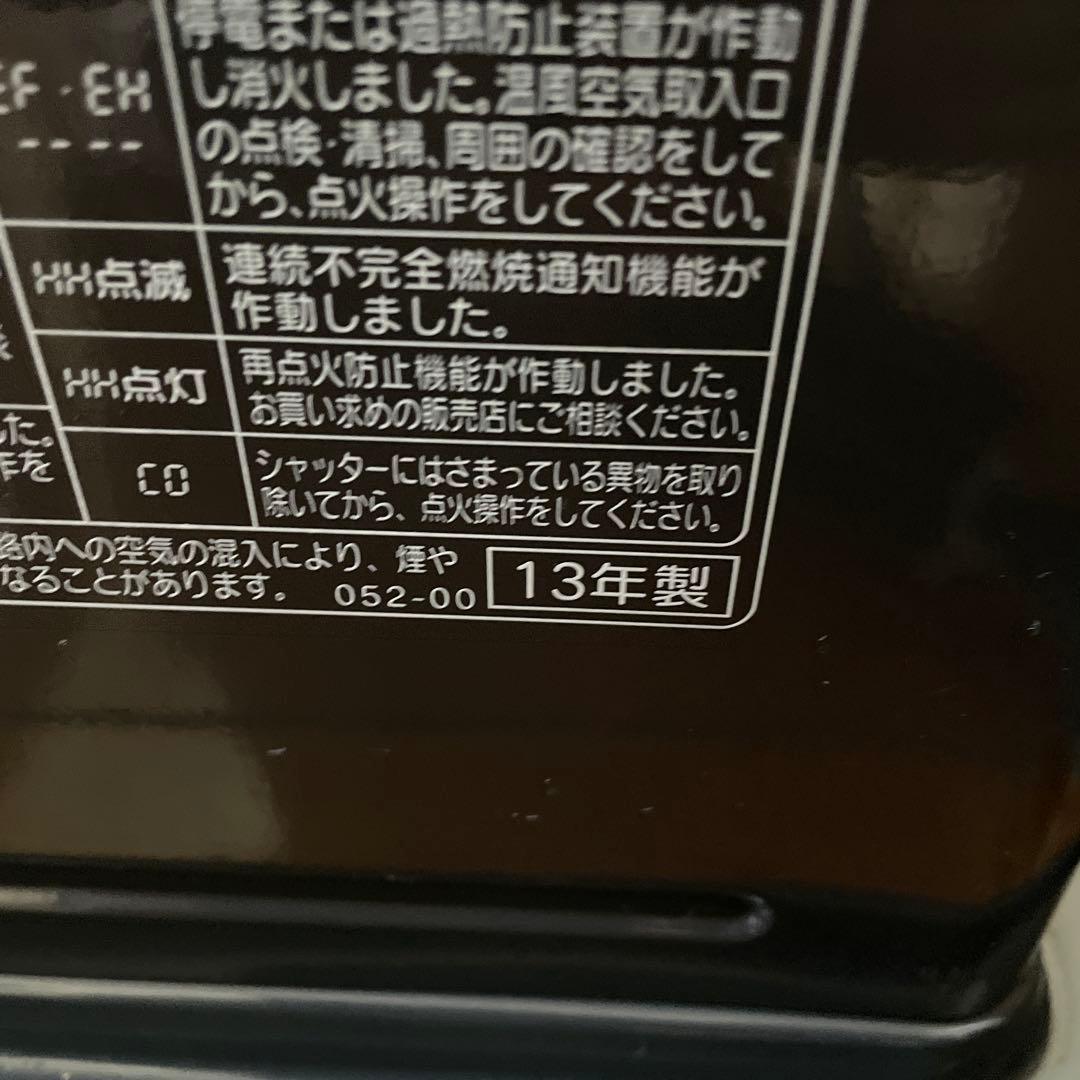 停電または過熱防止装置が作動
し消火しました。温風空気取入口
の点検・清掃、周囲の確認をして
から、点火操作をしてください。
EF・EH
----
HH点滅
連続不完全燃焼通知機能が
作動しました。
HH点灯
再点火防止機能が作動しました。
お買い求めの販売店にご相談ください。
した。
作を
CO
シャッターにはさまっている異物を取り
除いてから、点火操作をしてください。
路内への空気の混入により、煙や
なることがあります。 052-00
13年製